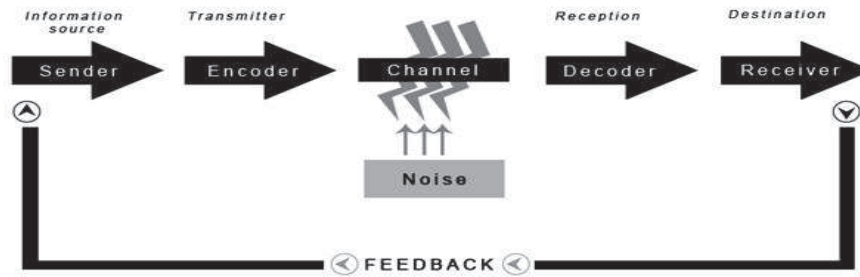 Information source
Transmitter
Reception
Destination
Sender
Encoder
Channel
Decoder
Receiver
Noise
FEEDBACK